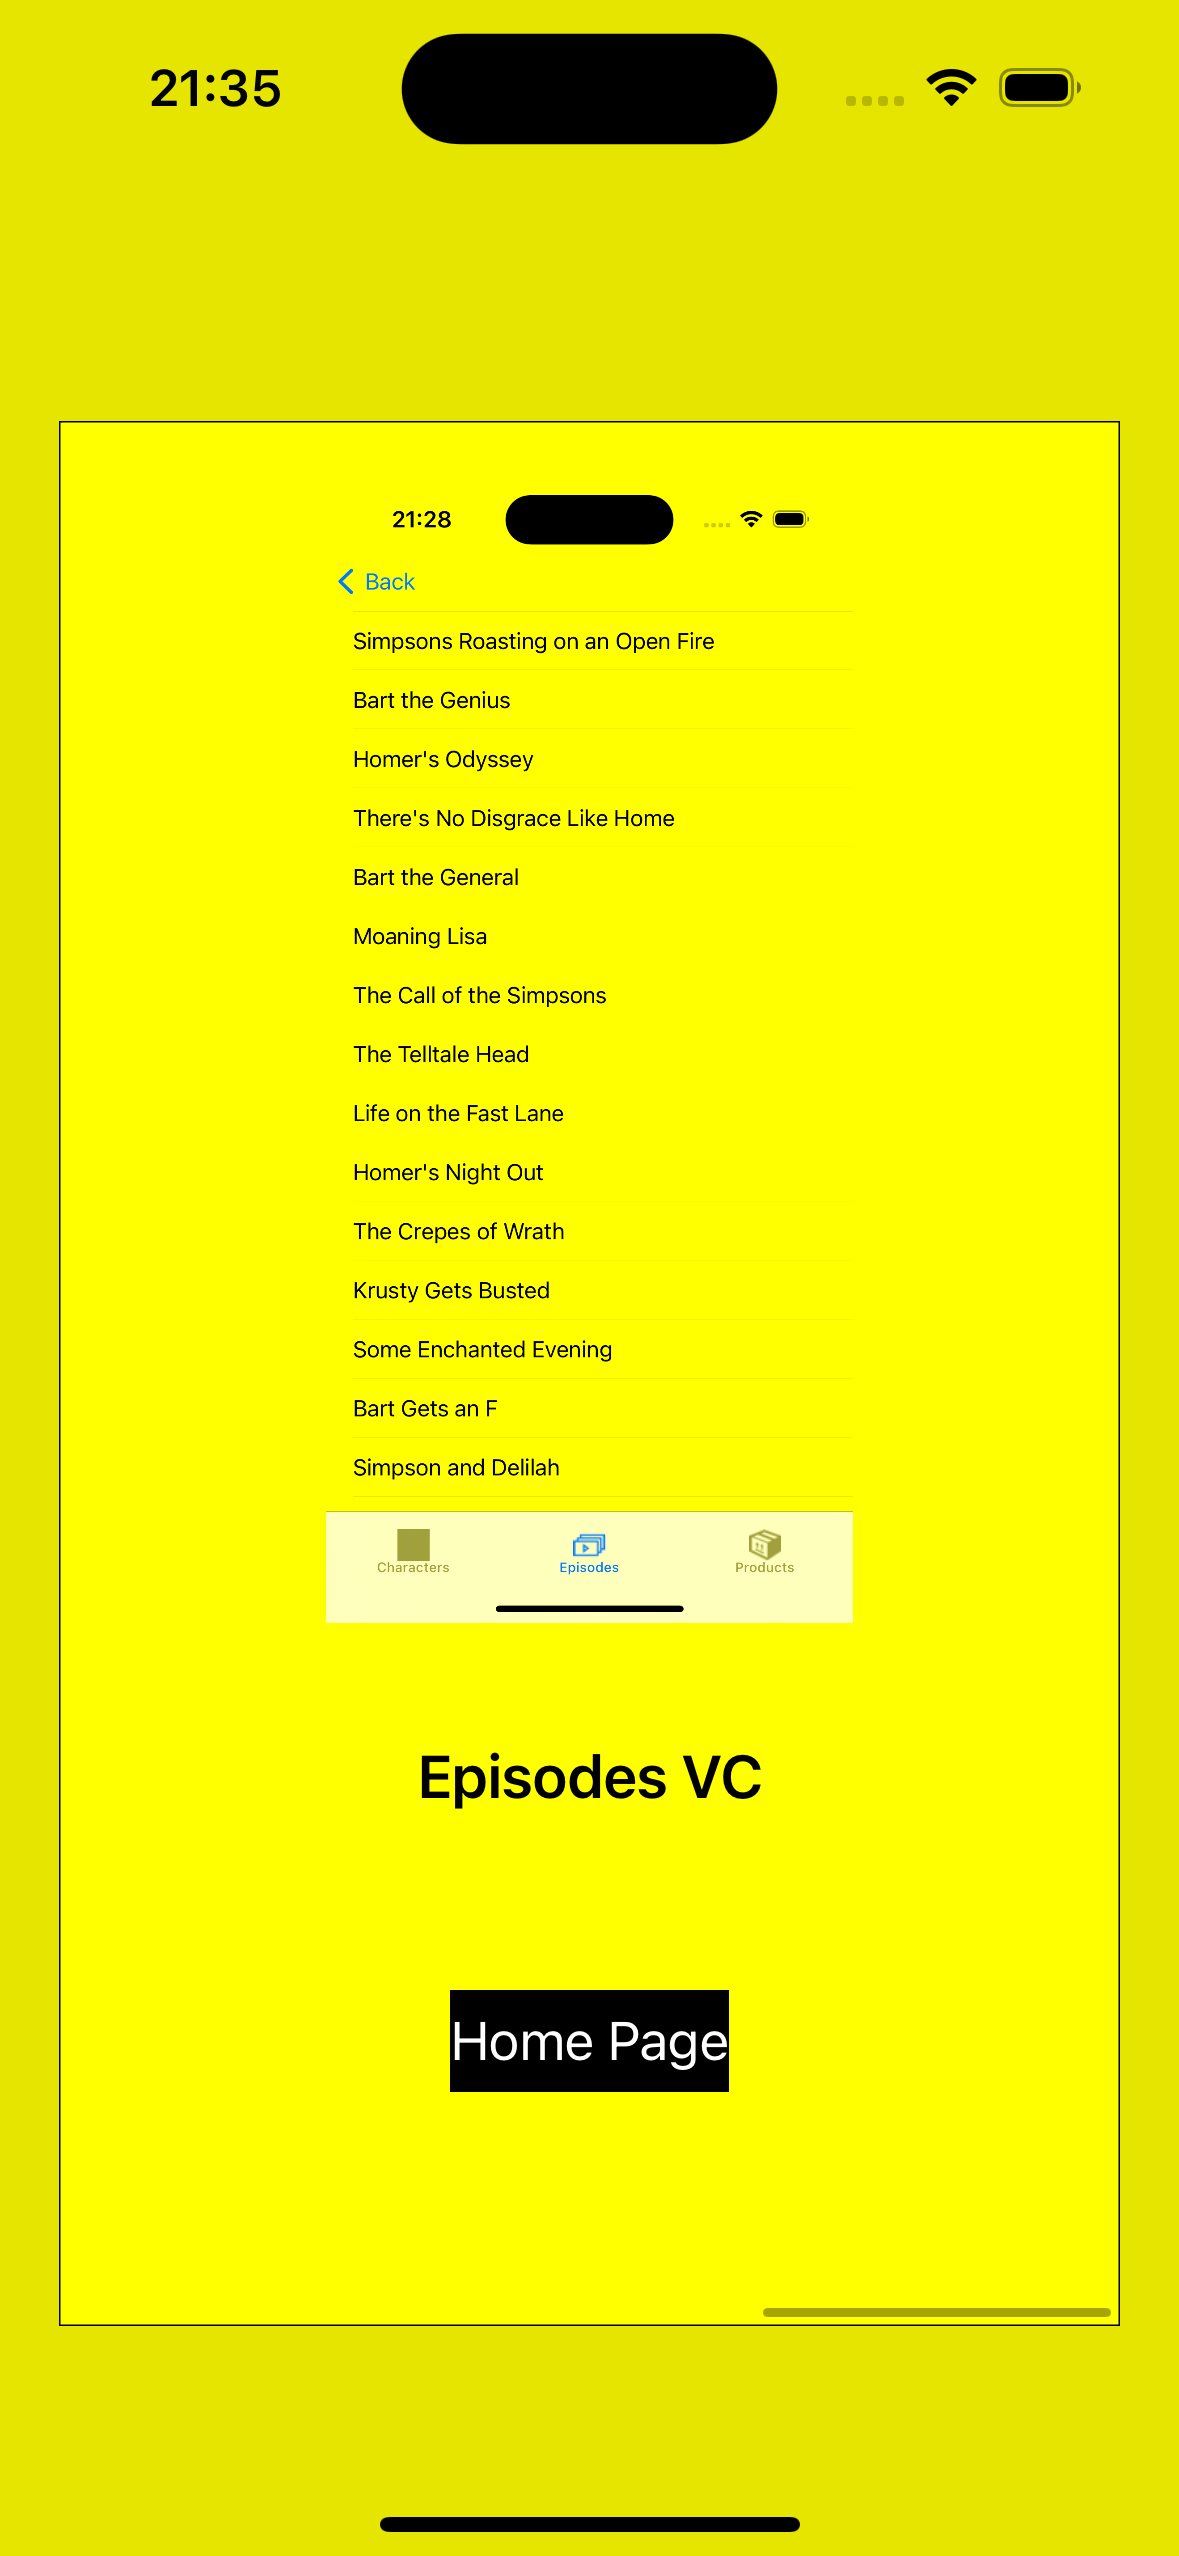 21:35
21:28
Back
Simpsons Roasting on an Open Fire
Bart the Genius
Homer's Odyssey
There's No Disgrace Like Home
Bart the General
Moaning Lisa
The Call of the Simpsons
The Telltale Head
Life on the Fast Lane
Homer's Night Out
The Crepes of Wrath
Krusty Gets Busted
Some Enchanted Evening
Bart Gets an F
Simpson and Delilah
Characters Episodes Products
Episodes VC
Home Page